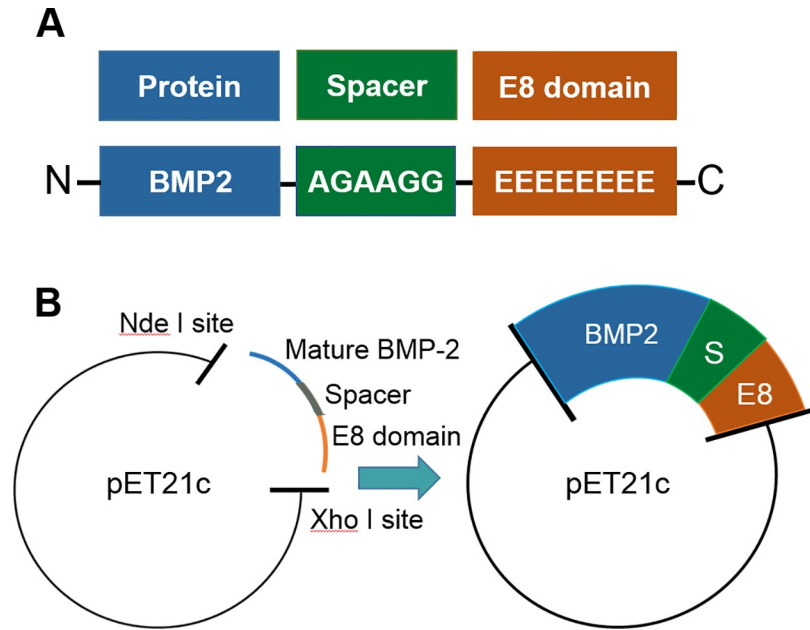 A
Protein
Spacer
E8 domain
N
BMP2
AGAAGG
EEEEEEEE
C
B
Nde I site
Mature BMP-2
Spacer
E8 domain
pET21c
Xho I site
BMP2
S
E8
pET21c